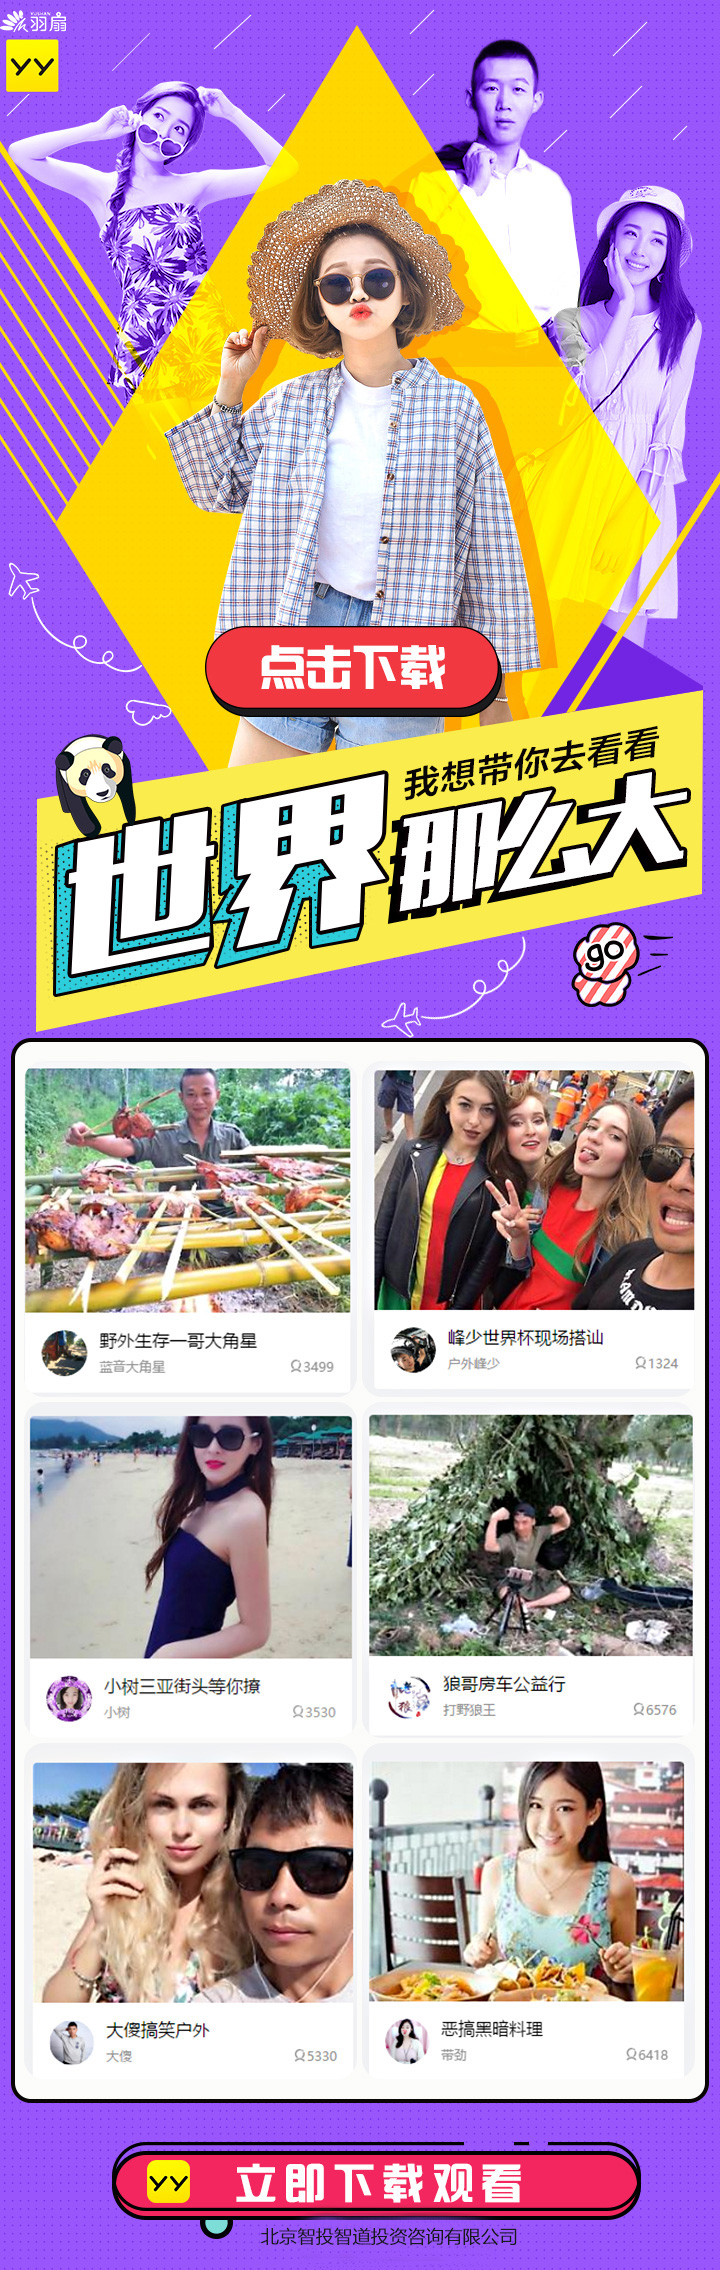 YUSHAN
羽扇
YY
点击下载
我想带你去看看
世界那么大
go
野外生存一哥大角星
蓝音大角星
3499
峰少世界杯现场搭讪
户外峰少
1324
小树三亚街头等你撩
小树
3530
狼哥房车公益行
打野狼王
6576
大傻搞笑户外
大傻
5330
恶搞黑暗料理
带劲
6418
YY
立即下载观看
北京智投智道投资咨询有限公司